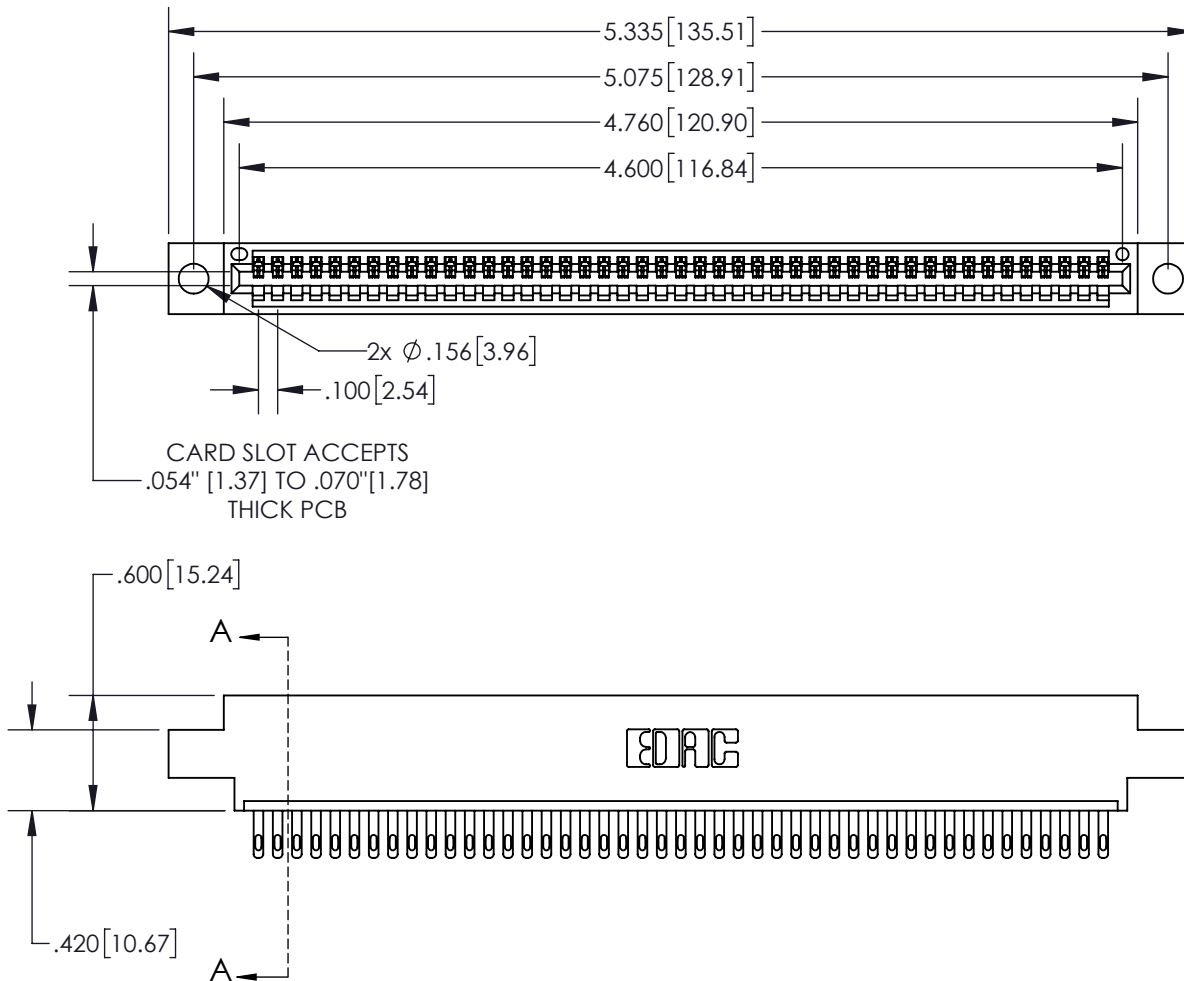 5.335[135.51]
5.075[128.91]
4.760[120.90]
4.600[116.84]
2x Ø.156[3.96]
.100[2.54]
CARD SLOT ACCEPTS
.054" [1.37] TO .070"[1.78]
THICK PCB
.600[15.24]
A
EDAC
.420[10.67]
A